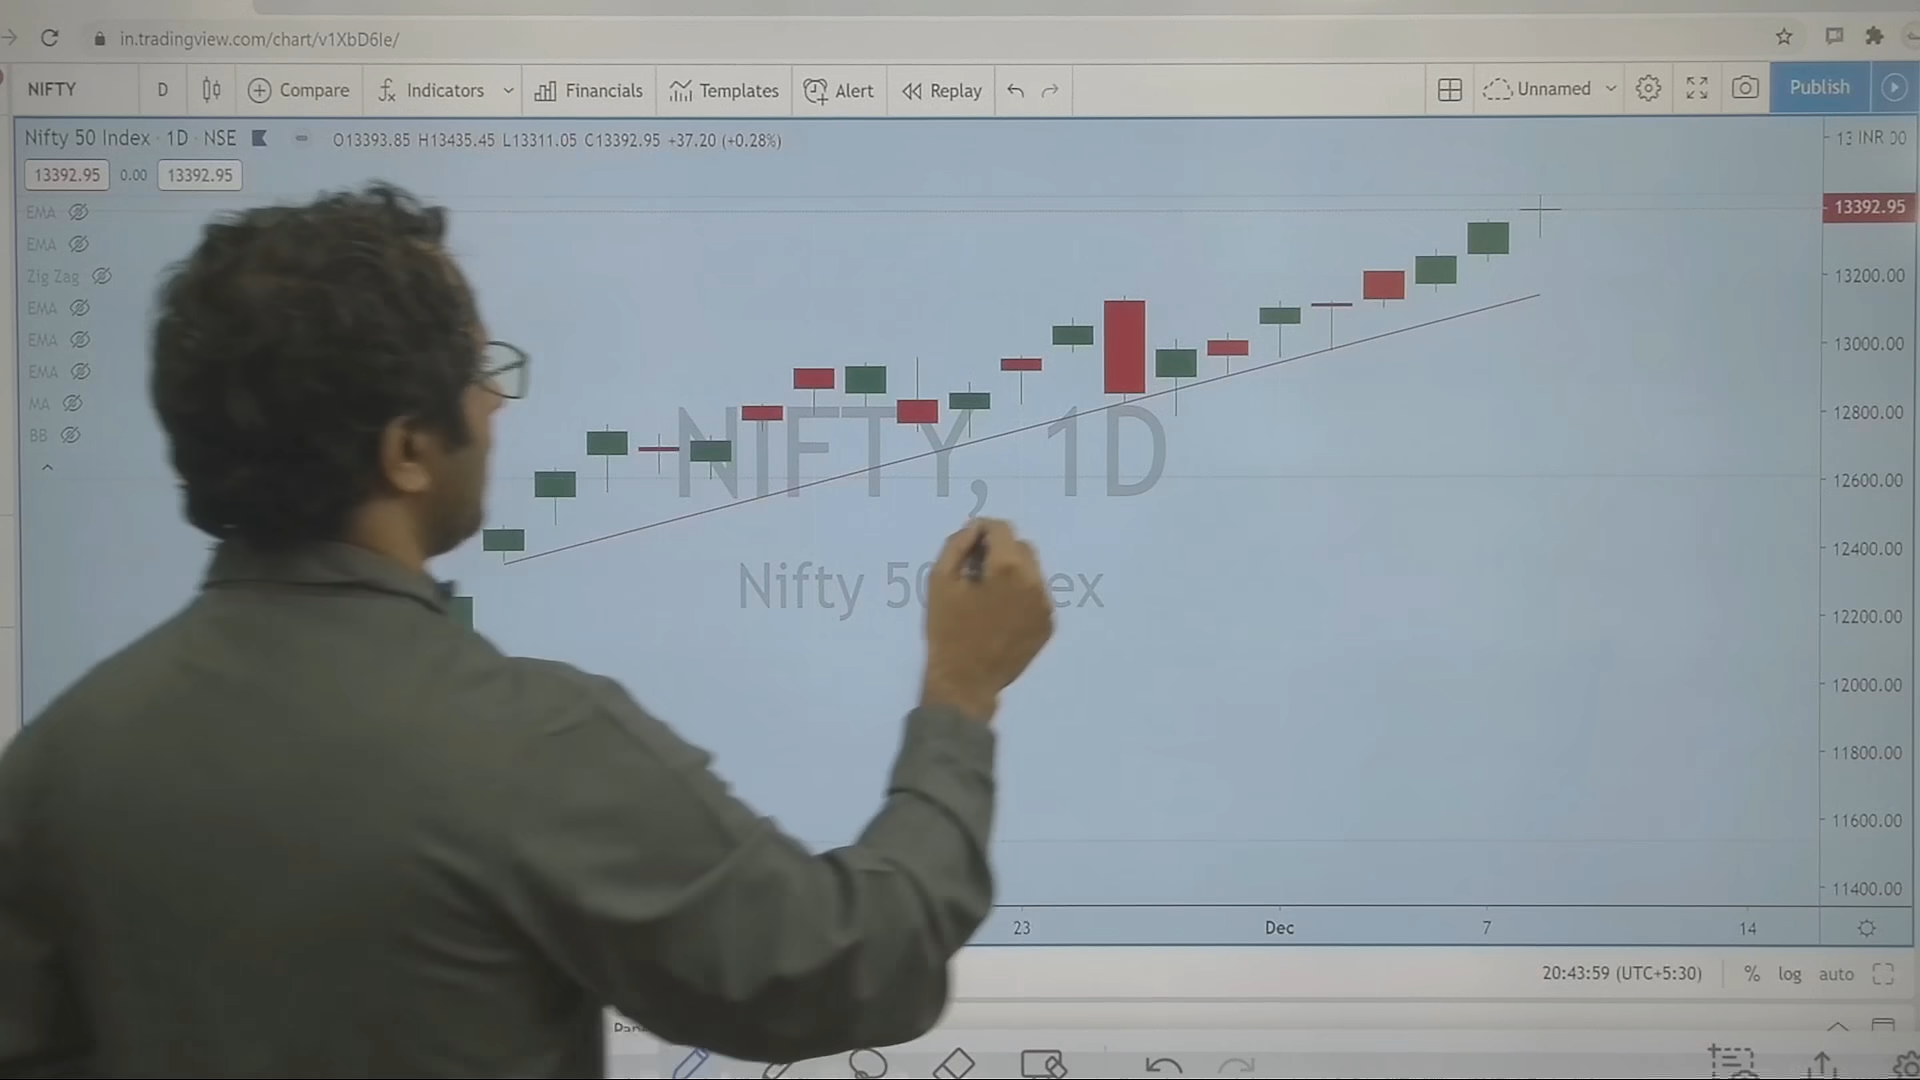 in.tradingview.com/chart/v1XbD6Ie/
NIFTY D Compare Indicators Financials Templates Alert Replay Unnamed Publish
Nifty 50 Index · 1D · NSE O13393.85 H13435.45 L13311.05 C13392.95 +37.20 (+0.28%)
13392.95 0.00 13392.95
EMA
EMA
Zig Zag
EMA
EMA
EMA
MA
BB
INR
13392.95
13200.00
13000.00
12800.00
12600.00
12400.00
12200.00
12000.00
11800.00
11600.00
11400.00
NIFTY, 1D
Nifty 50 ex
23 Dec 7 14
20:43:59 (UTC+5:30) % log auto